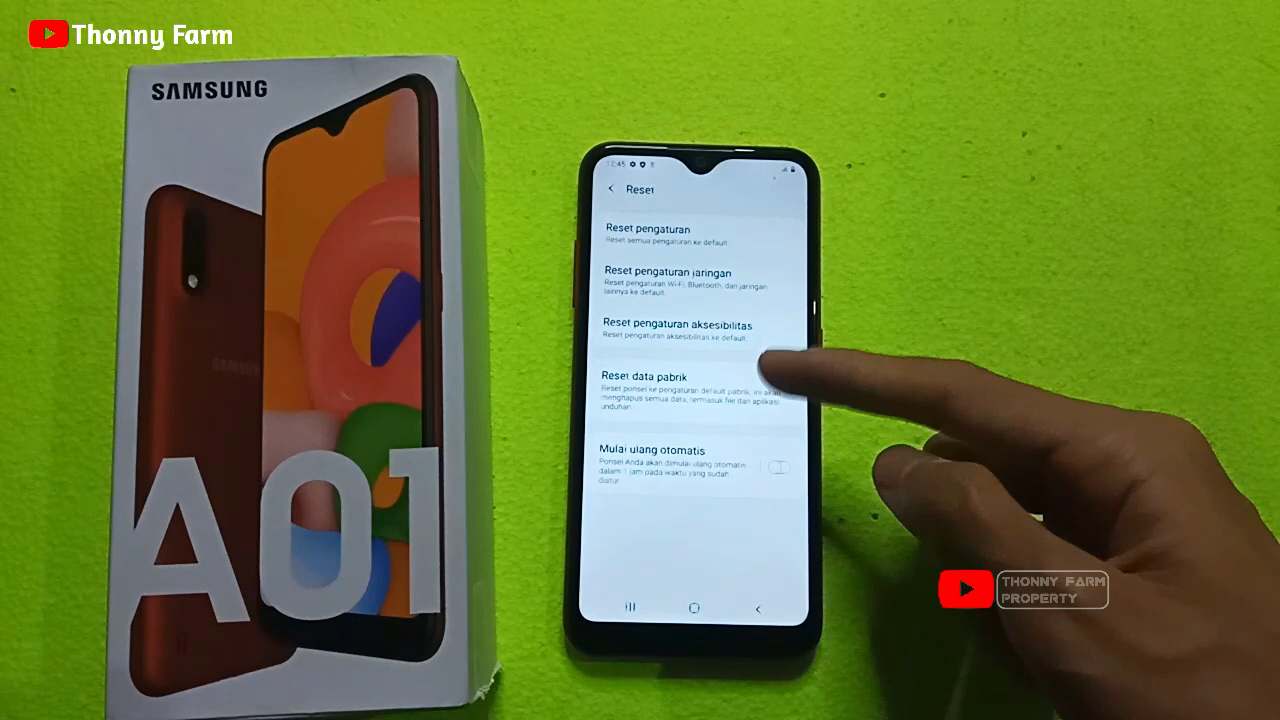 Thonny Farm
SAMSUNG
SAMSUNG
A01
12:45
Reset
Reset pengaturan
Reset semua pengaturan ke default.
Reset pengaturan jaringan
Reset pengaturan Wi-Fi, Bluetooth, dan jaringan
lainnya ke default.
Reset pengaturan aksesibilitas
Reset pengaturan aksesibilitas ke default.
Reset data pabrik
Reset ponsel ke pengaturan default pabrik. Ini akan
menghapus semua data, termasuk file dan aplikasi
unduhan.
Mulai ulang otomatis
Ponsel Anda akan dimulai ulang otomatis
dalam 1 jam pada waktu yang sudah
diatur
THONNY FARM
PROPERTY